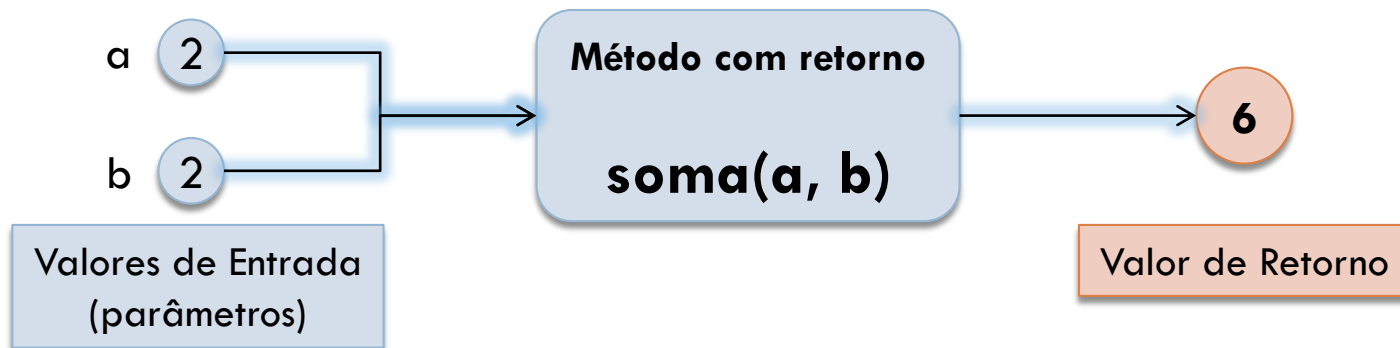 a 2
b 2
Método com retorno
soma(a, b)
6
Valores de Entrada
(parâmetros)
Valor de Retorno